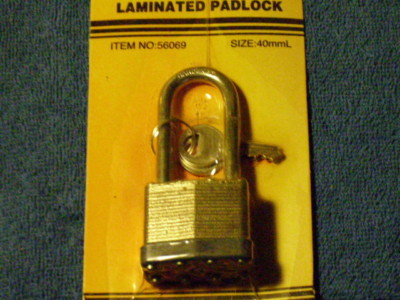 LAMINATED PADLOCK
ITEM NO:56069 SIZE:40mmL